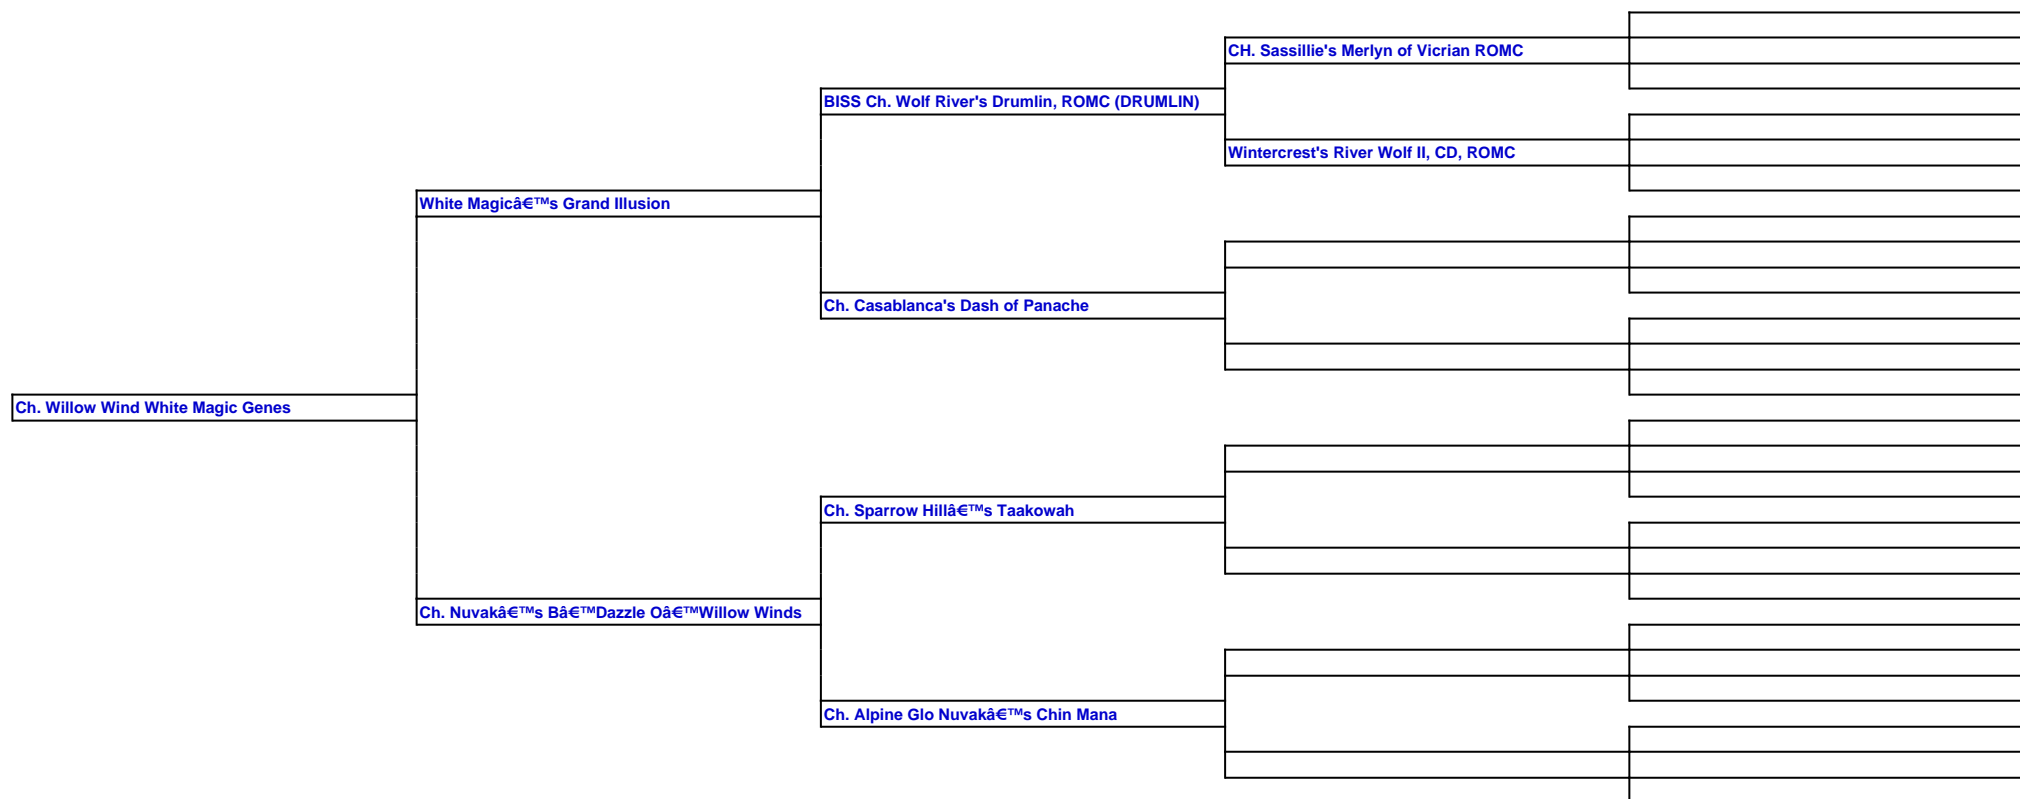 CH. Sassillie's Merlyn of Vicrian ROMC
BISS Ch. Wolf River's Drumlin, ROMC (DRUMLIN)
Wintercrest's River Wolf II, CD, ROMC
White Magicâ€™s Grand Illusion
Ch. Casablanca's Dash of Panache
Ch. Willow Wind White Magic Genes
Ch. Sparrow Hillâ€™s Taakowah
Ch. Nuvakâ€™s Bâ€™Dazzle Oâ€™Willow Winds
Ch. Alpine Glo Nuvakâ€™s Chin Mana